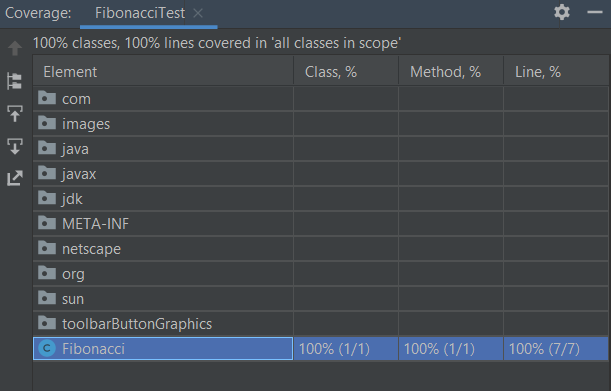 Coverage: FibonacciTest
100% classes, 100% lines covered in 'all classes in scope'
Element Class, % Method, % Line, %
com
images
java
javax
jdk
META-INF
netscape
org
sun
toolbarButtonGraphics
C Fibonacci 100% (1/1) 100% (1/1) 100% (7/7)